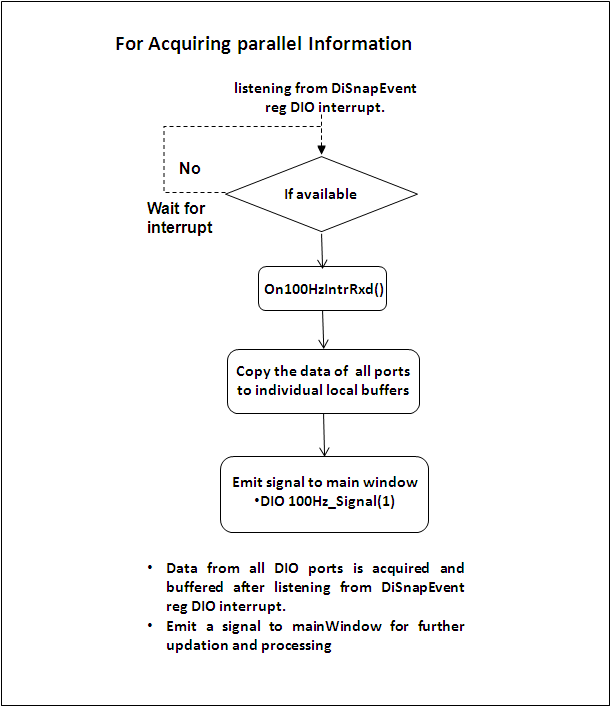 For Acquiring parallel Information
listening from DiSnapEvent
reg DIO interrupt.
No
If available
Wait for
interrupt
On100HzIntrRxd()
Copy the data of all ports
to individual local buffers
Emit signal to main window
•DIO 100Hz_Signal(1)
• Data from all DIO ports is acquired and
buffered after listening from DiSnapEvent
reg DIO interrupt.
• Emit a signal to mainWindow for further
updation and processing